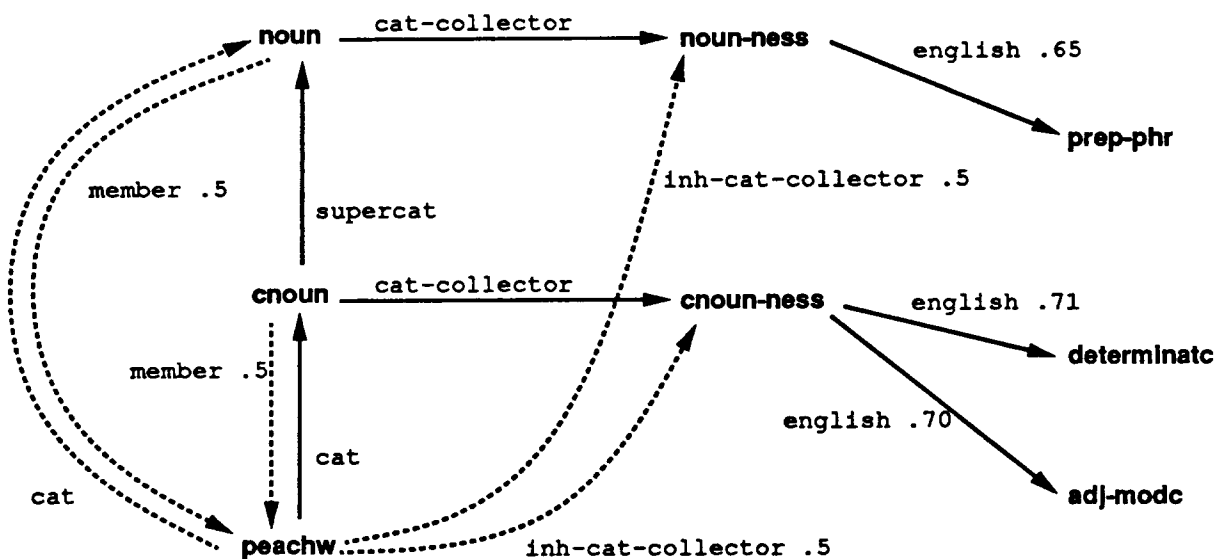 noun
cat-collector
noun-ness
english .65
prep-phr
member .5
inh-cat-collector .5
supercat
cnoun
cat-collector
cnoun-ness
english .71
determinatc
member .5
english .70
cat
adj-modc
cat
peachw
inh-cat-collector .5